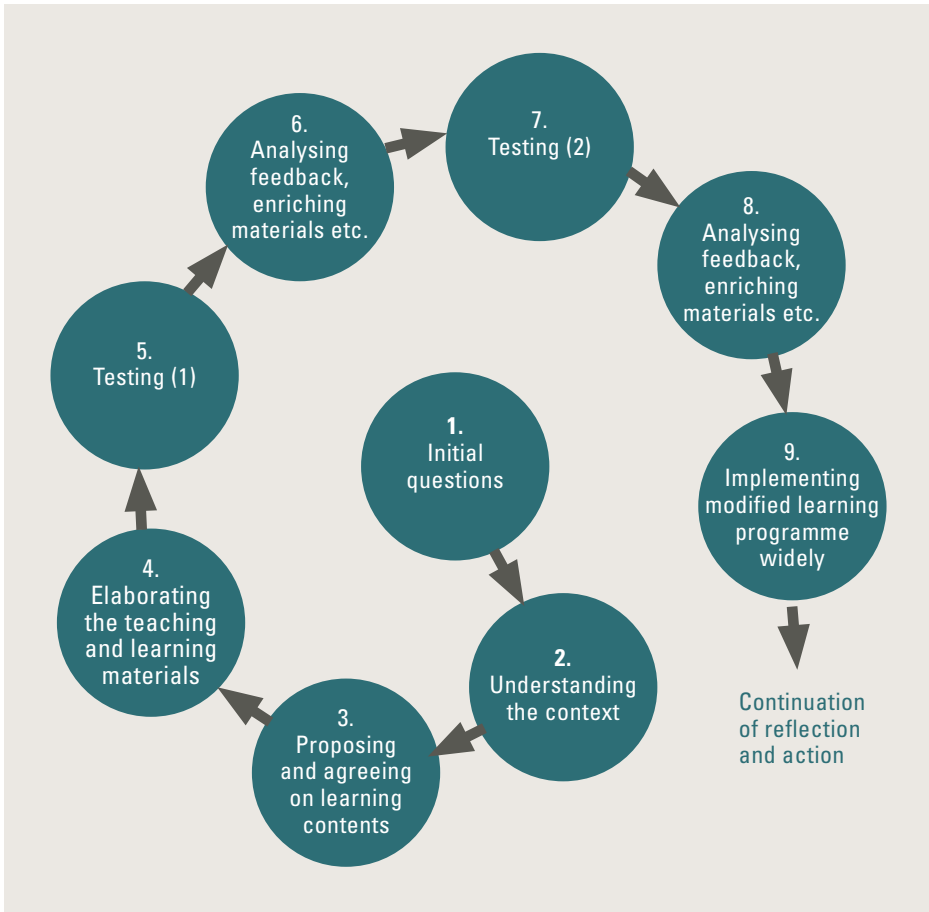 1.
Initial
questions
2.
Understanding
the context
3.
Proposing
and agreeing
on learning
contents
4.
Elaborating
the teaching
and learning
materials
5.
Testing (1)
6.
Analysing
feedback,
enriching
materials etc.
7.
Testing (2)
8.
Analysing
feedback,
enriching
materials etc.
9.
Implementing
modified learning
programme
widely
Continuation
of reflection
and action